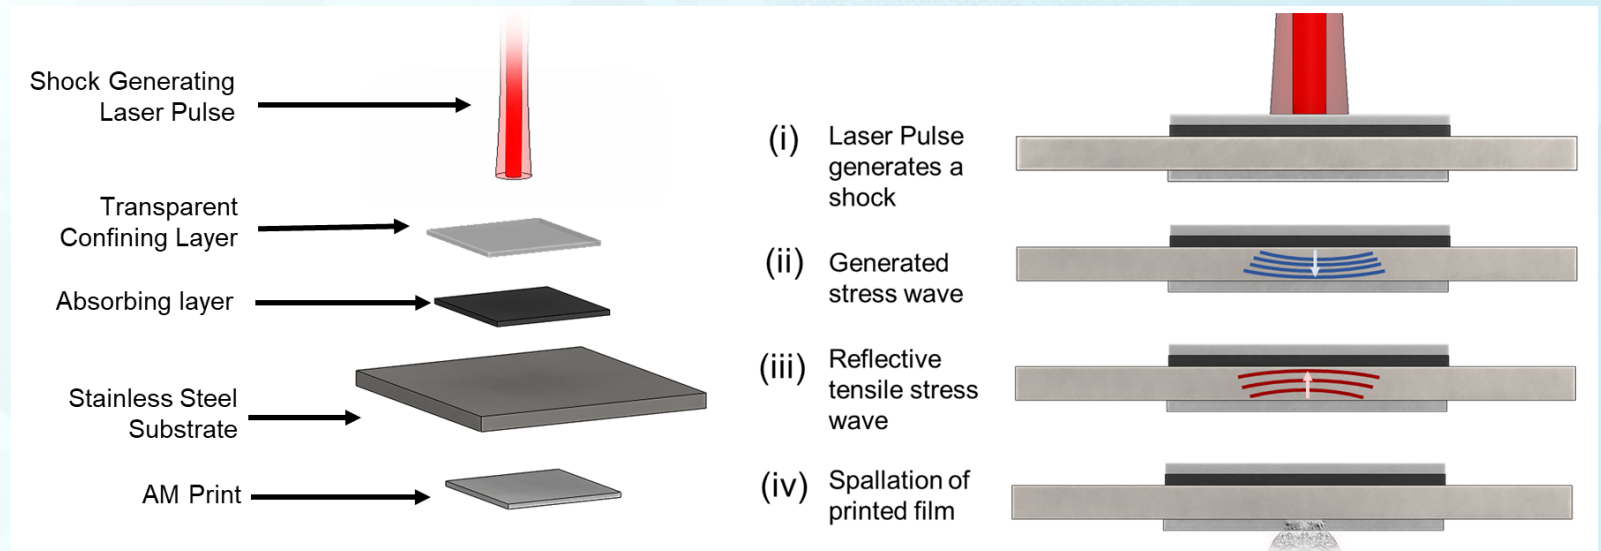 Shock Generating
Laser Pulse
Transparent
Confining Layer
Absorbing layer
Stainless Steel
Substrate
AM Print
(i) Laser Pulse
generates a
shock
(ii) Generated
stress wave
(iii) Reflective
tensile stress
wave
(iv) Spallation of
printed film